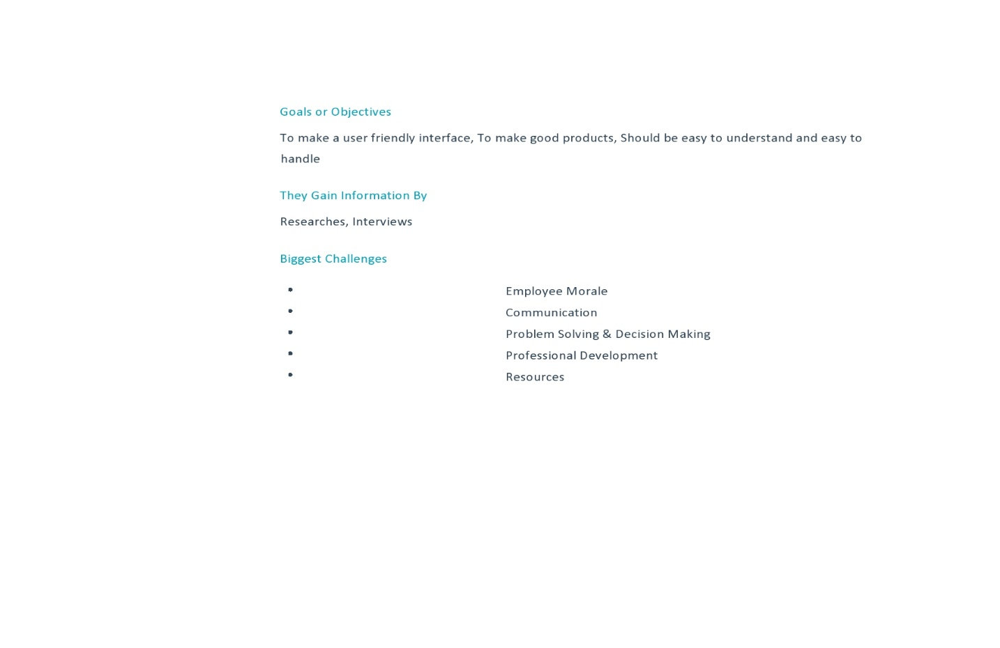 Goals or Objectives
To make a user friendly interface, To make good products, Should be easy to understand and easy to
handle
They Gain Information By
Researches, Interviews
Biggest Challenges
• Employee Morale
• Communication
• Problem Solving & Decision Making
• Professional Development
• Resources